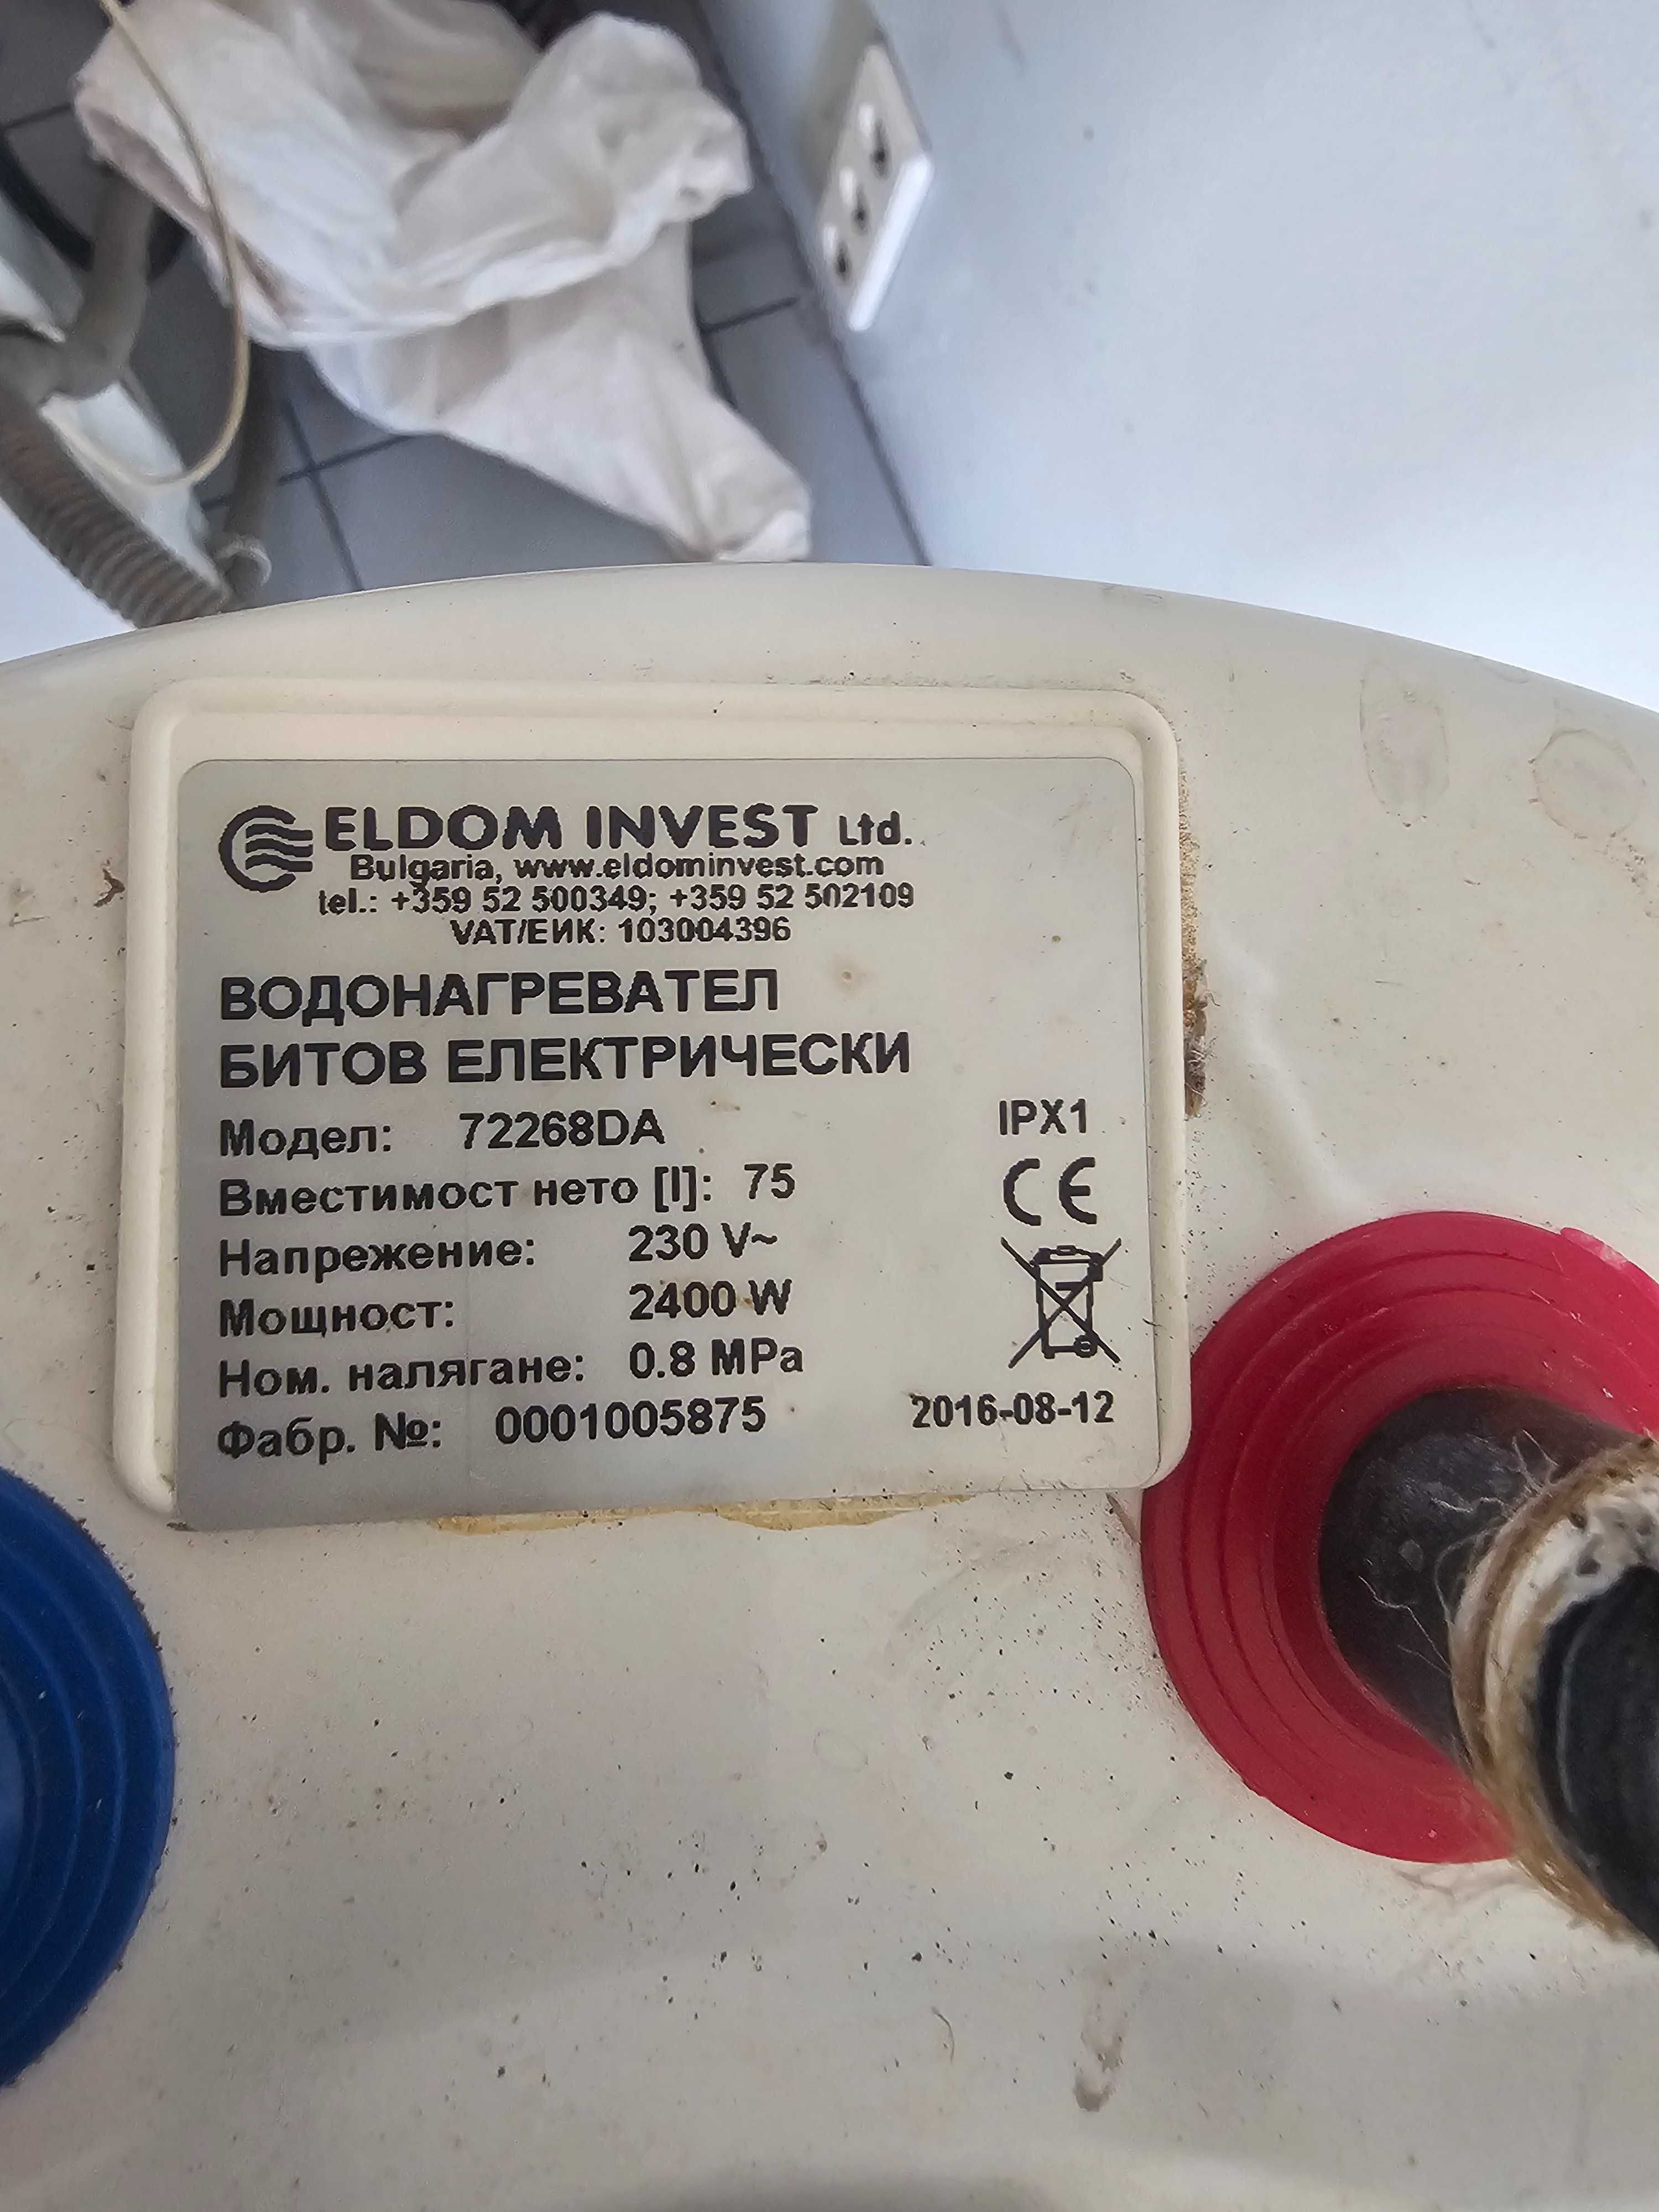 ELDOM INVEST Ltd.
Bulgaria, www.eldominvest.com
tel.: +359 52 500349; +359 52 502109
VAT/ЕИК: 103004396
ВОДОНАГРЕВАТЕЛ
БИТОВ ЕЛЕКТРИЧЕСКИ
Модел: 72268DA
IPX1
Вместимост нето [l]: 75
CE
Напрежение: 230 V~
Мощност: 2400 W
Ном. налягане: 0.8 MPa
Фабр. №: 0001005875
2016-08-12